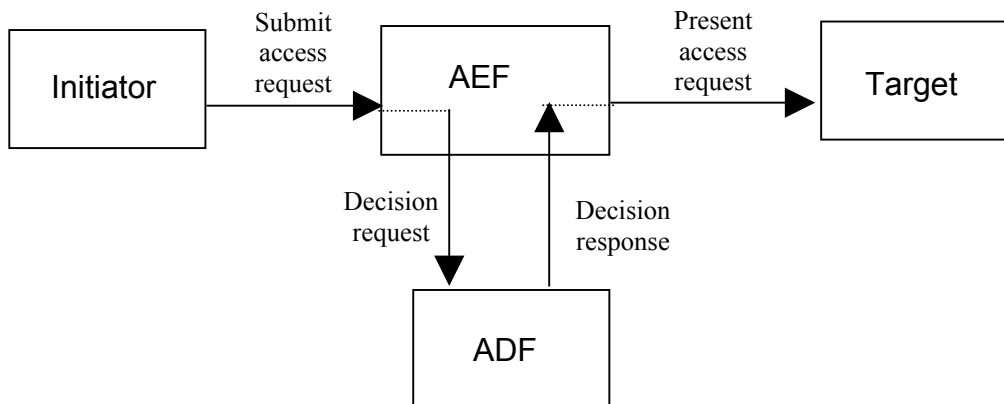 Initiator
Submit
access
request
AEF
Present
access
request
Target
Decision
request
Decision
response
ADF